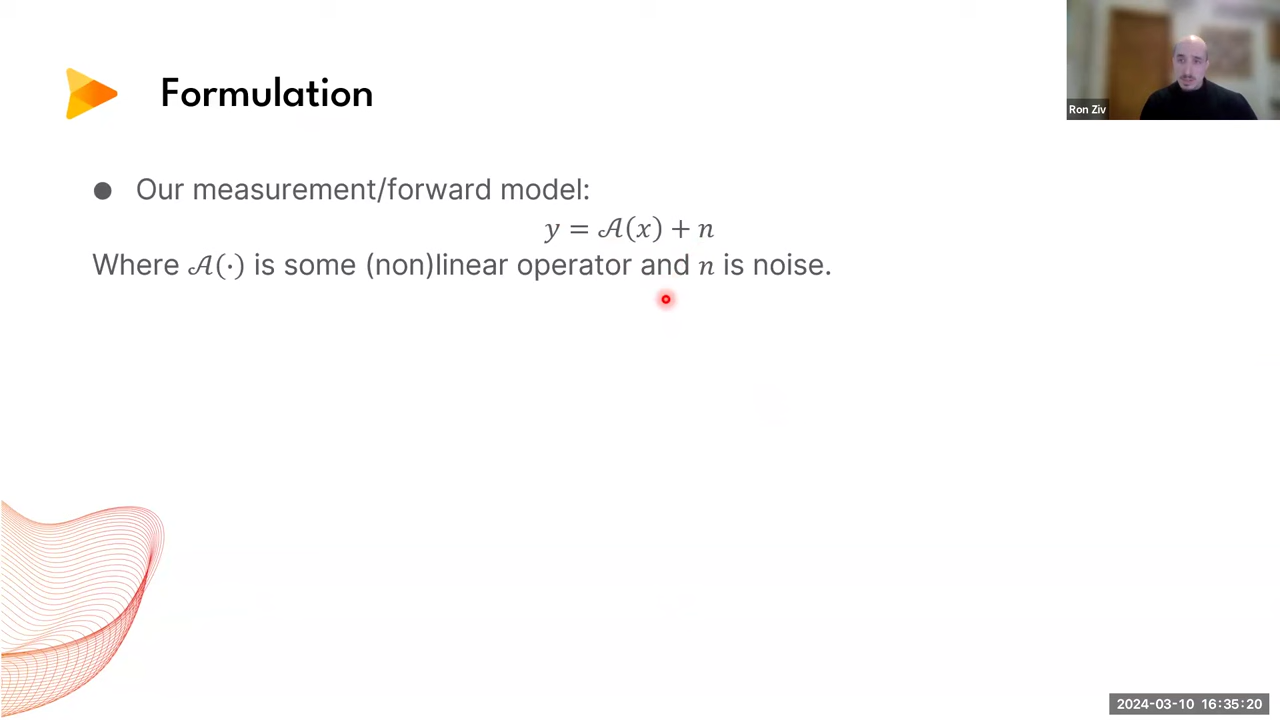 Formulation
Ron Ziv
● Our measurement/forward model:
𝑦 = 𝒜(𝑥) + 𝑛
Where 𝒜(·) is some (non)linear operator and 𝑛 is noise.
2024-03-10 16:35:20